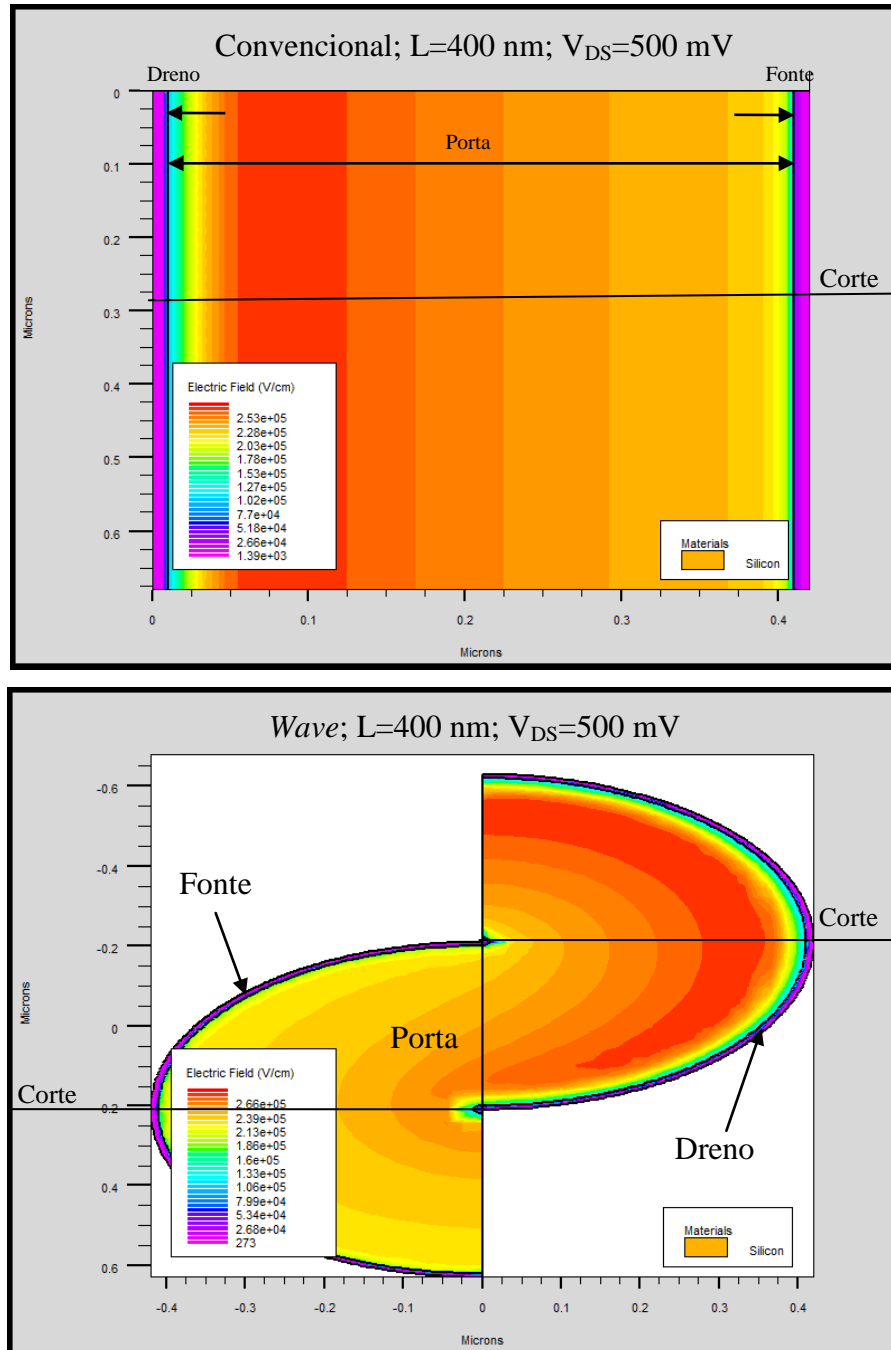 Convencional; L=400 nm; VDS=500 mV
Dreno
Fonte
Porta
Corte
0
0.1
0.2
0.3
0.4
0.5
0.6
Microns
Electric Field (V/cm)
2.53e+05
2.28e+05
2.03e+05
1.78e+05
1.53e+05
1.27e+05
1.02e+05
7.7e+04
5.18e+04
2.66e+04
1.39e+03
Materials
Silicon
0
0.1
0.2
0.3
0.4
Microns
Wave; L=400 nm; VDS=500 mV
Fonte
Corte
Porta
Corte
Dreno
-0.6
-0.4
-0.2
0
0.2
0.4
0.6
Microns
Electric Field (V/cm)
2.66e+05
2.39e+05
2.13e+05
1.86e+05
1.6e+05
1.33e+05
1.06e+05
7.99e+04
5.34e+04
2.68e+04
273
Materials
Silicon
-0.4
-0.3
-0.2
-0.1
0
0.1
0.2
0.3
0.4
Microns